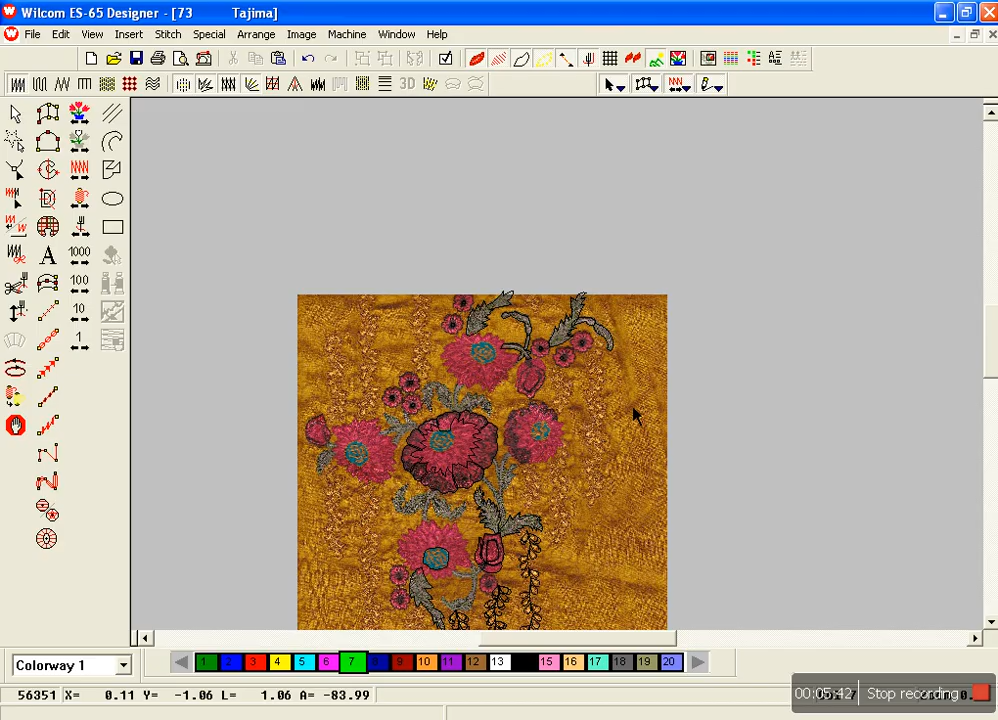 Wilcom ES-65 Designer - [73 Tajima]
File Edit View Insert Stitch Special Arrange Image Machine Window Help
3D
A
1000
100
10
1
Colorway 1
1 2 3 4 5 6 7 8 9 10 11 12 13 15 16 17 18 19 20
56351 X= 0.11 Y= -1.06 L= 1.06 A= -83.99
00:05:42 Stop recording